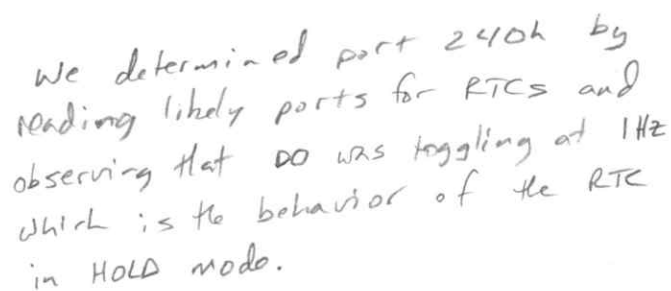 We determined port 240h by
reading likely ports for RTCs and
observing that D0 was toggling at 1Hz
which is the behavior of the RTC
in HOLD mode.